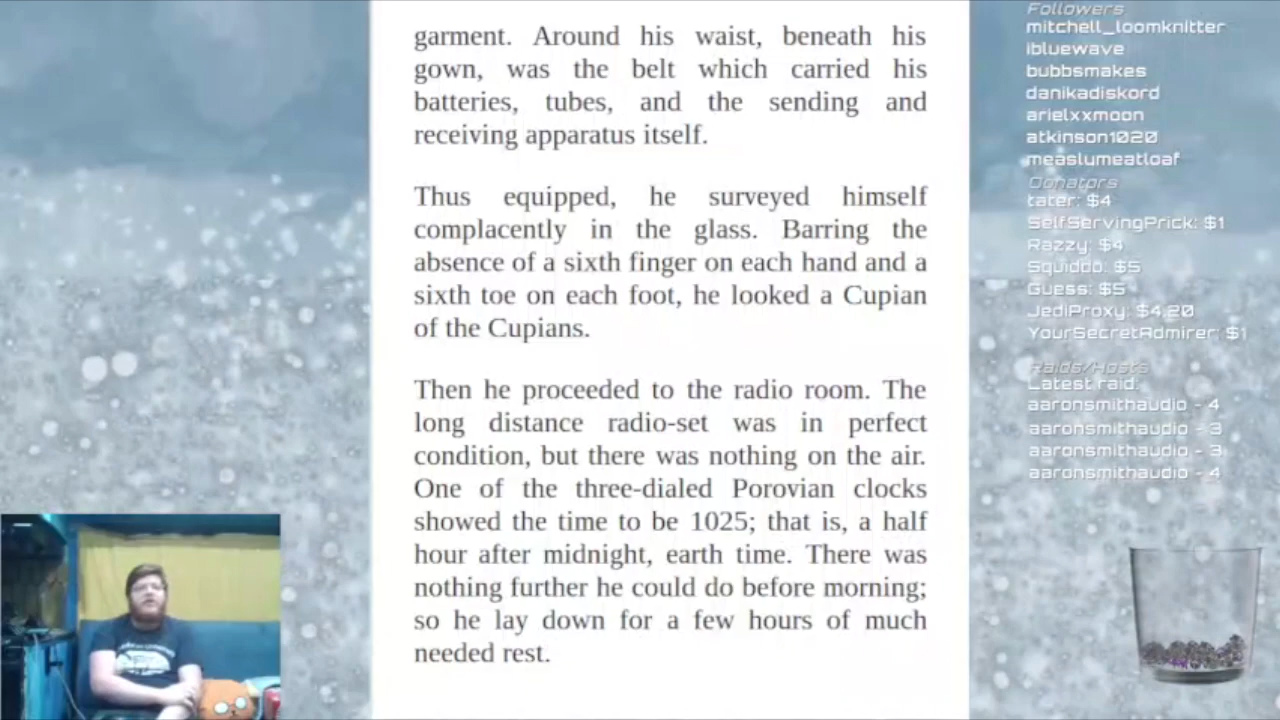 garment. Around his waist, beneath his
gown, was the belt which carried his
batteries, tubes, and the sending and
receiving apparatus itself.
Thus equipped, he surveyed himself
complacently in the glass. Barring the
absence of a sixth finger on each hand and a
sixth toe on each foot, he looked a Cupian
of the Cupians.
Then he proceeded to the radio room. The
long distance radio-set was in perfect
condition, but there was nothing on the air.
One of the three-dialed Porovian clocks
showed the time to be 1025; that is, a half
hour after midnight, earth time. There was
nothing further he could do before morning;
so he lay down for a few hours of much
needed rest.
Followers
mitchell_loomknitter
ibluewave
bubbsmakes
danikadiskord
arielxxmoon
atkinson1020
measlumeatloaf
Donators
tater: $4
SelfServingPrick: $1
Razzy: $4
Squiddo: $5
Guess: $5
JediProxy: $4.20
YourSecretAdmirer: $1
Raids/Hosts
Latest raid:
aaronsmithaudio - 4
aaronsmithaudio - 3
aaronsmithaudio - 3
aaronsmithaudio - 4